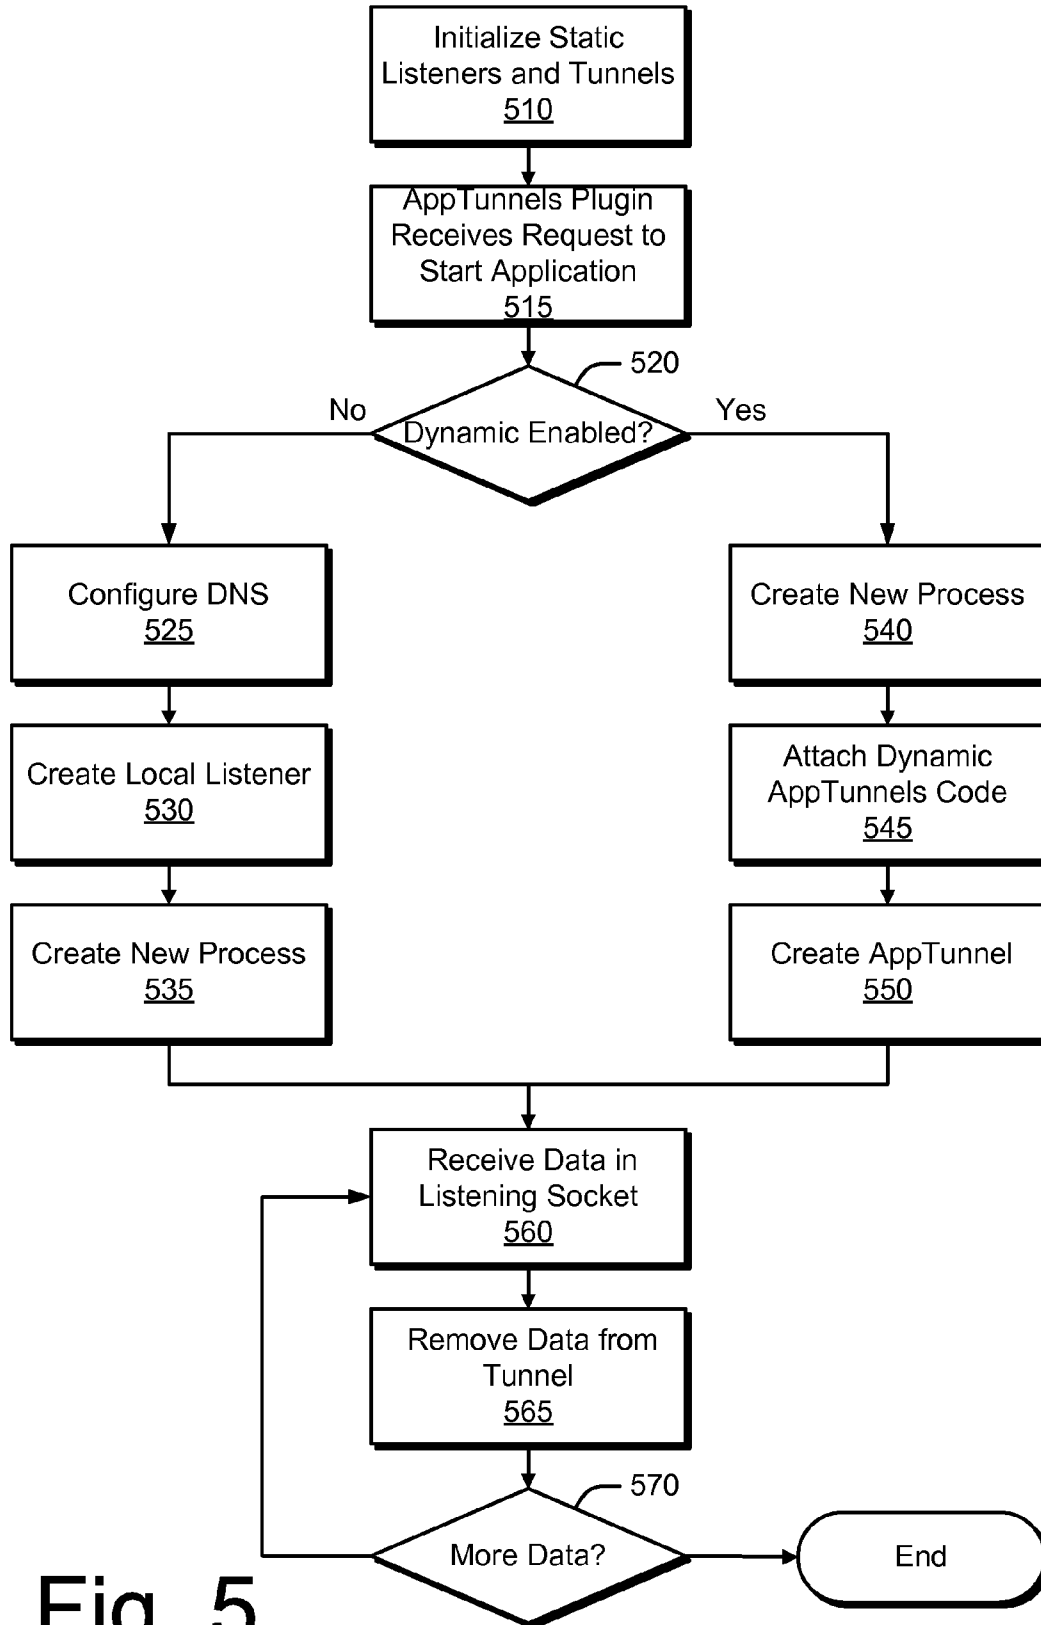 Initialize Static
Listeners and Tunnels
510
AppTunnels Plugin
Receives Request to
Start Application
515
520
No
Dynamic Enabled?
Yes
Configure DNS
525
Create New Process
540
Create Local Listener
530
Attach Dynamic
AppTunnels Code
545
Create New Process
535
Create AppTunnel
550
Receive Data in
Listening Socket
560
Remove Data from
Tunnel
565
570
More Data?
End
Fig. 5